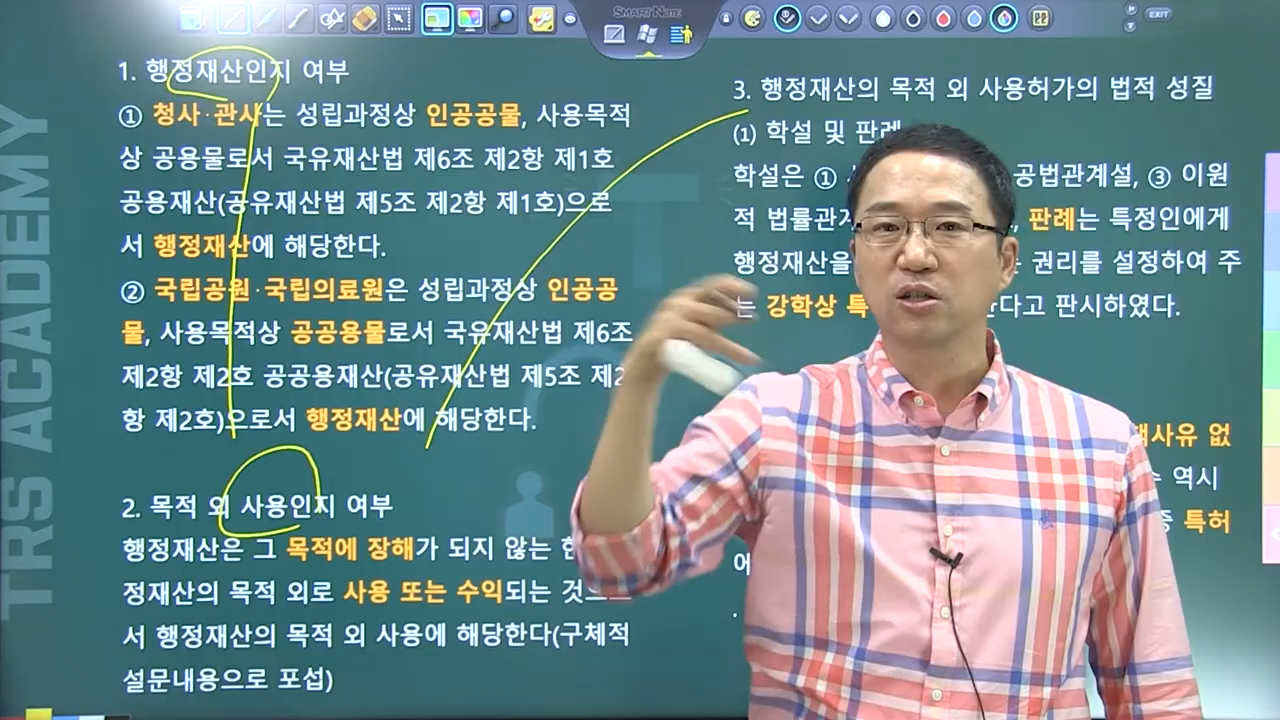 SMART NOTE
EXIT
TRS ACADEMY
1. 행정재산인지 여부
① 청사·관사는 성립과정상 인공공물, 사용목적
상 공용물로서 국유재산법 제6조 제2항 제1호
공용재산(공유재산법 제5조 제2항 제1호)으로
서 행정재산에 해당한다.
② 국립공원·국립의료원은 성립과정상 인공공
물, 사용목적상 공공용물로서 국유재산법 제6조
제2항 제2호 공공용재산(공유재산법 제5조 제2
항 제2호)으로서 행정재산에 해당한다.
2. 목적 외 사용인지 여부
행정재산은 그 목적에 장해가 되지 않는
정재산의 목적 외로 사용 또는 수익되는
서 행정재산의 목적 외 사용에 해당한다(구체적
설문내용으로 포섭)
3. 행정재산의 목적 외 사용허가의 법적 성질
(1) 학설 및 판례
학설은 ① 공법관계설, ③ 이원
적 판례는 특정인에게
행정재산을 권리를 설정하여 주
는 강학상 판시하였다.
없
역시
특허
에